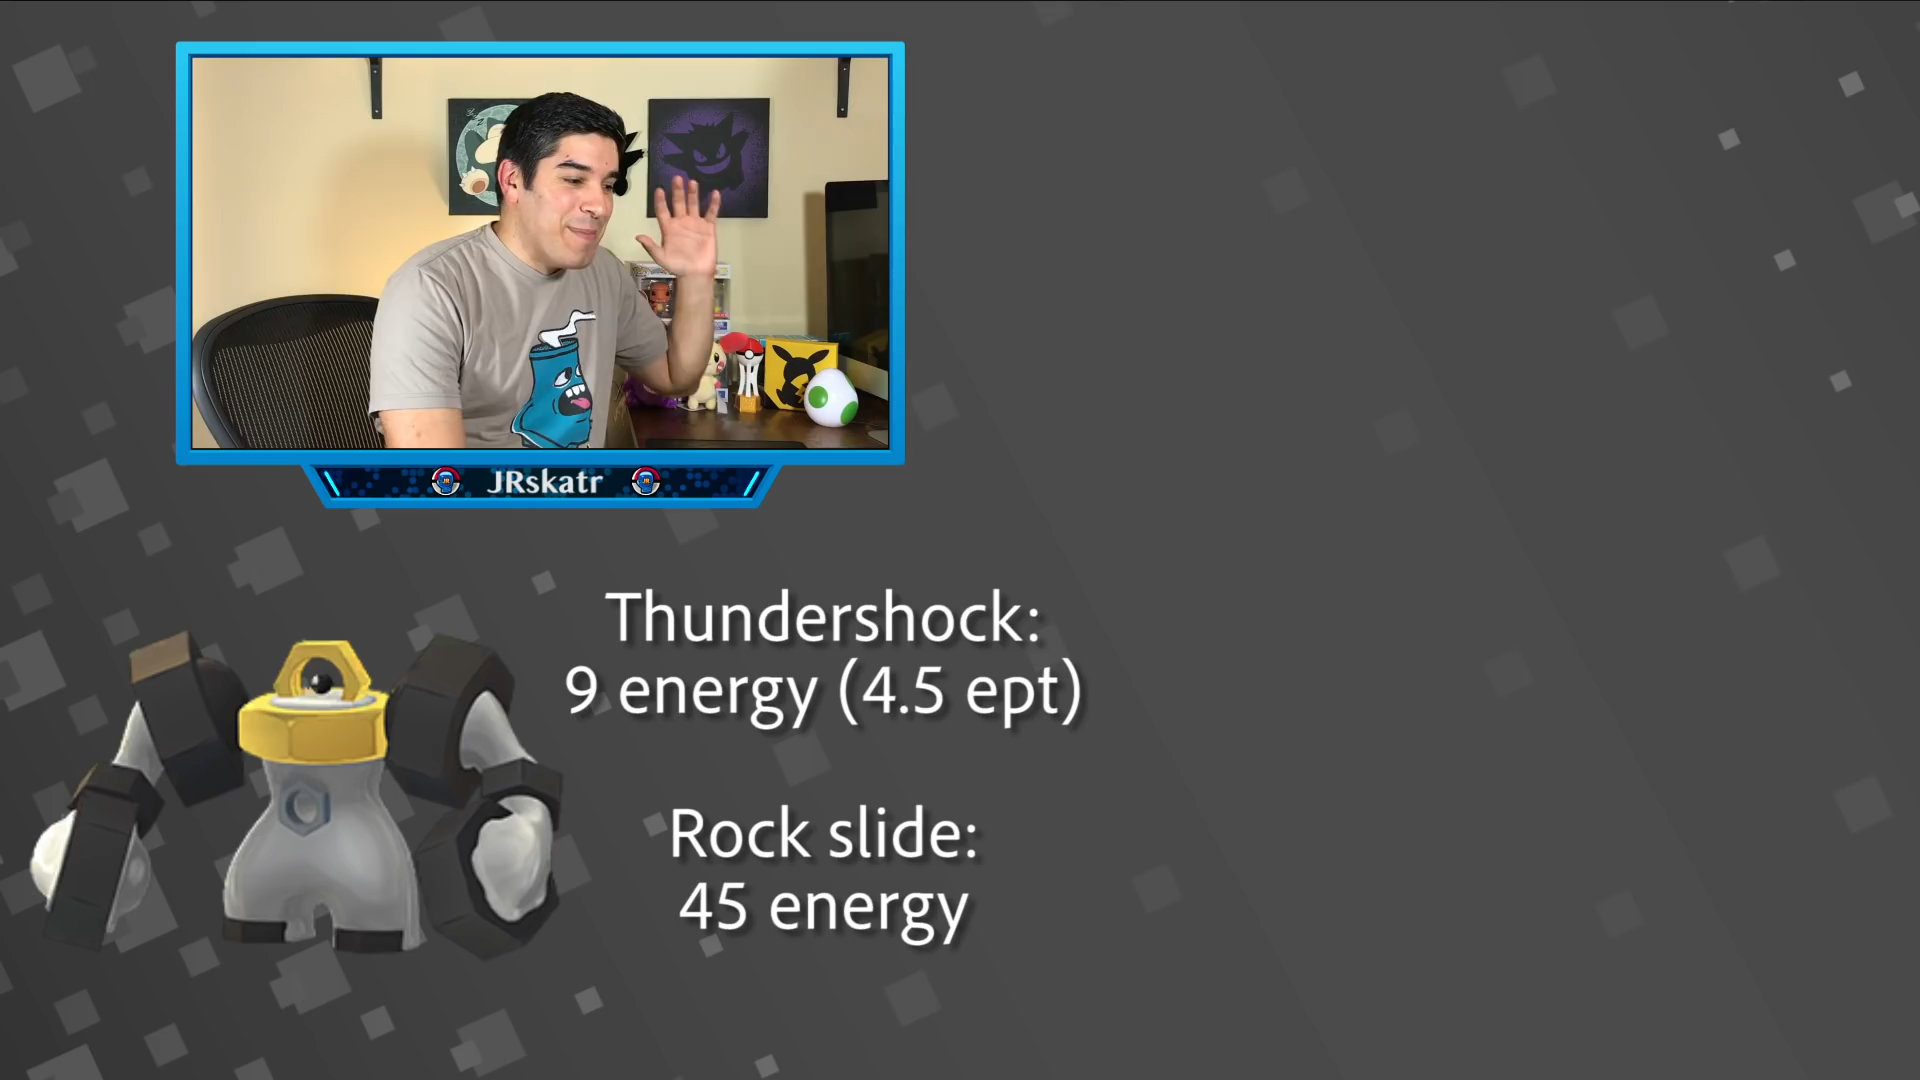 JRskatr
Thundershock:
9 energy (4.5 ept)
Rock slide:
45 energy